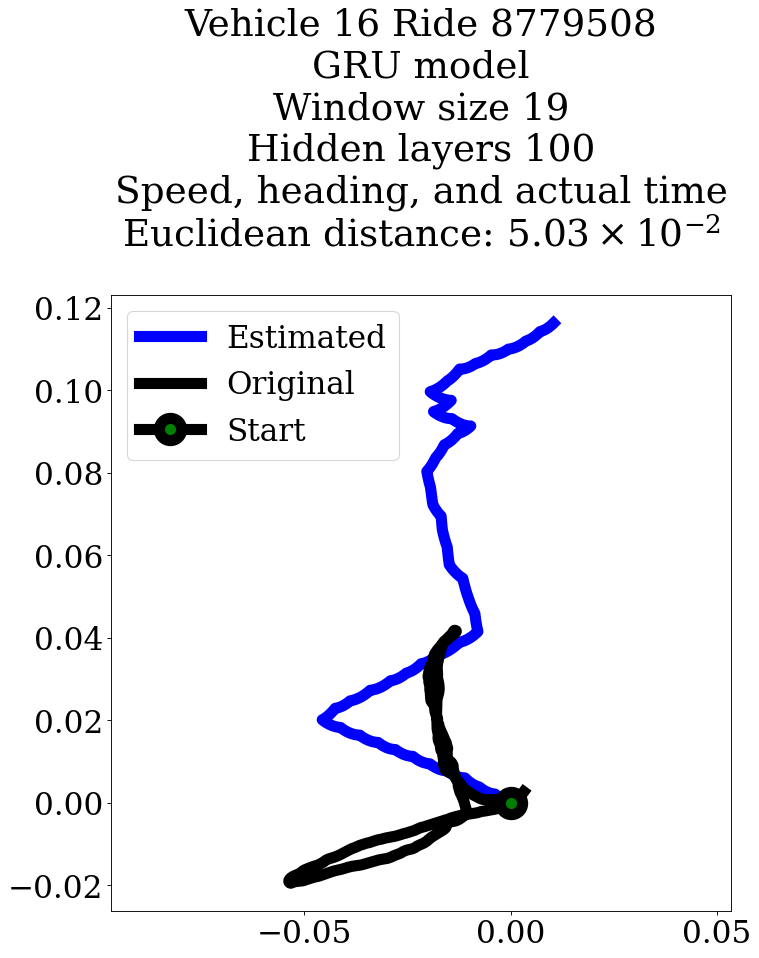 Vehicle 16 Ride 8779508
GRU model
Window size 19
Hidden layers 100
Speed, heading, and actual time
Euclidean distance: 5.03 × 10⁻²
Estimated
Original
Start
0.12
0.10
0.08
0.06
0.04
0.02
0.00
−0.02
−0.05 0.00 0.05